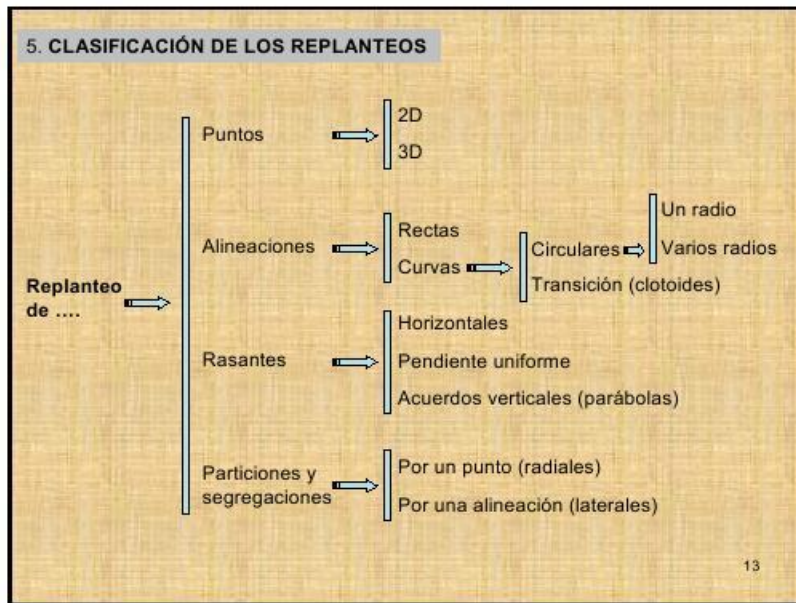 5. CLASIFICACIÓN DE LOS REPLANTEOS
Replanteo
de ....
Puntos
2D
3D
Alineaciones
Rectas
Curvas
Circulares
Un radio
Varios radios
Transición (clotoides)
Rasantes
Horizontales
Pendiente uniforme
Acuerdos verticales (parábolas)
Particiones y
segregaciones
Por un punto (radiales)
Por una alineación (laterales)
13